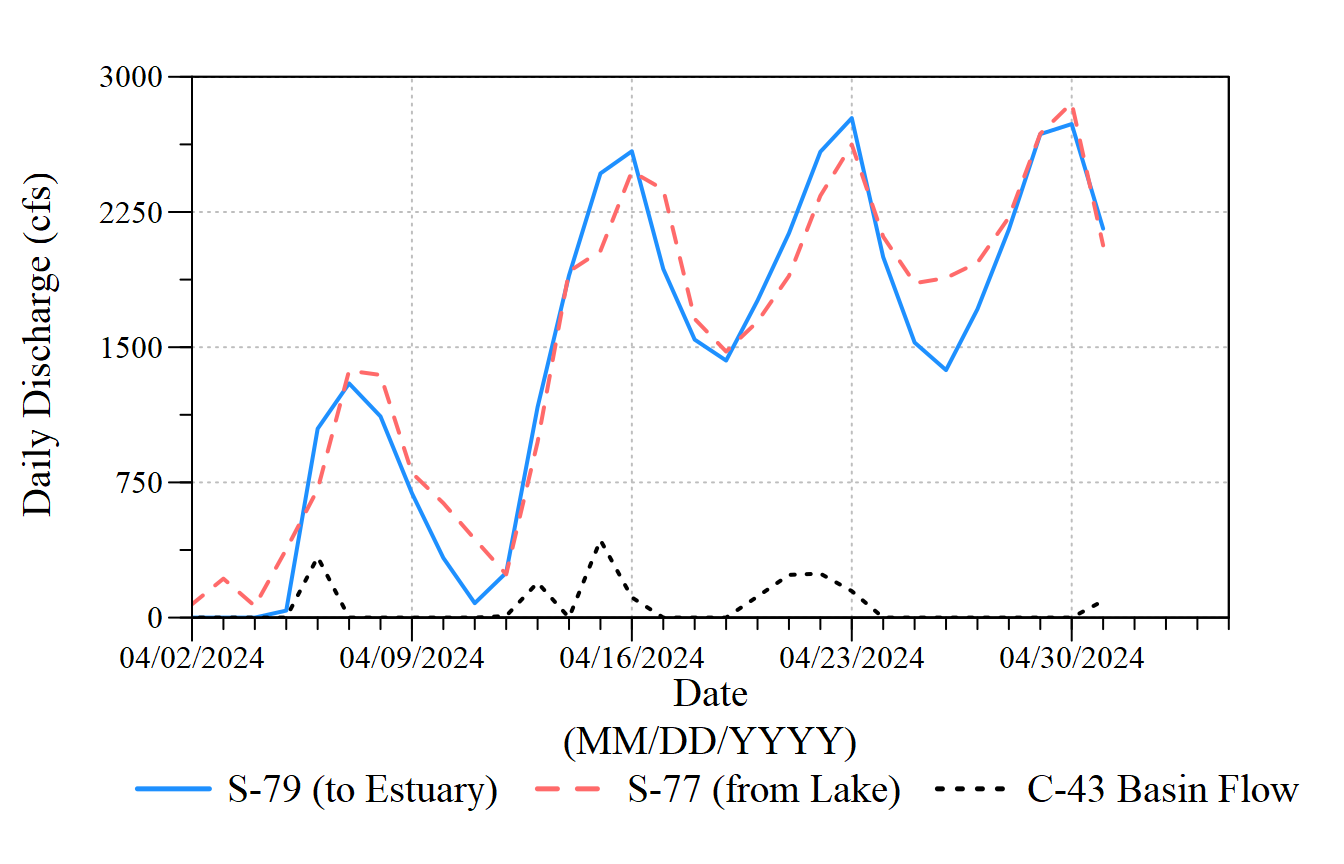 3000
2250
1500
750
0
Daily Discharge (cfs)
04/02/2024 04/09/2024 04/16/2024 04/23/2024 04/30/2024
Date
(MM/DD/YYYY)
S-79 (to Estuary) S-77 (from Lake) C-43 Basin Flow